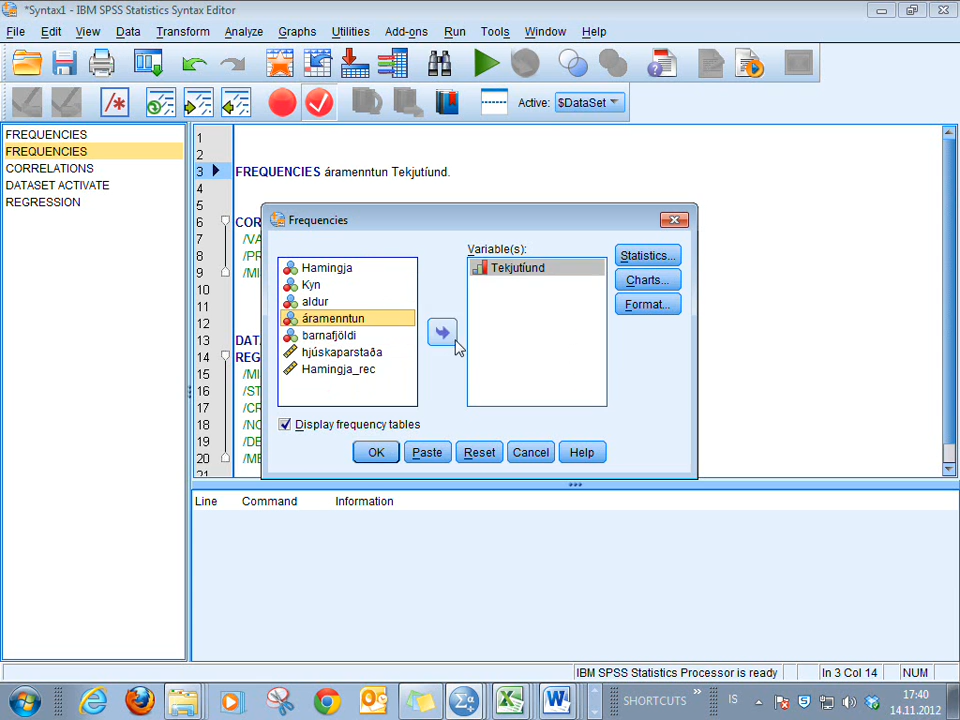 *Syntax1 - IBM SPSS Statistics Syntax Editor
File Edit View Data Transform Analyze Graphs Utilities Add-ons Run Tools Window Help
Active: $DataSet
FREQUENCIES
FREQUENCIES
CORRELATIONS
DATASET ACTIVATE
REGRESSION
1
2
3 FREQUENCIES áramenntun Tekjutíund.
4
5
6 COR
7 /VA
8 /PR
9 /MI
10
11
12
13 DAT
14 REG
15 /MI
16 /ST
17 /CR
18 /NO
19 /DE
20 /ME
21
Frequencies
Hamingja
Kyn
aldur
áramenntun
barnafjöldi
hjúskaparstaða
Hamingja_rec
Variable(s):
Tekjutíund
Statistics...
Charts...
Format...
Display frequency tables
OK Paste Reset Cancel Help
Line Command Information
IBM SPSS Statistics Processor is ready In 3 Col 14 NUM
SHORTCUTS » IS 17:40
14.11.2012